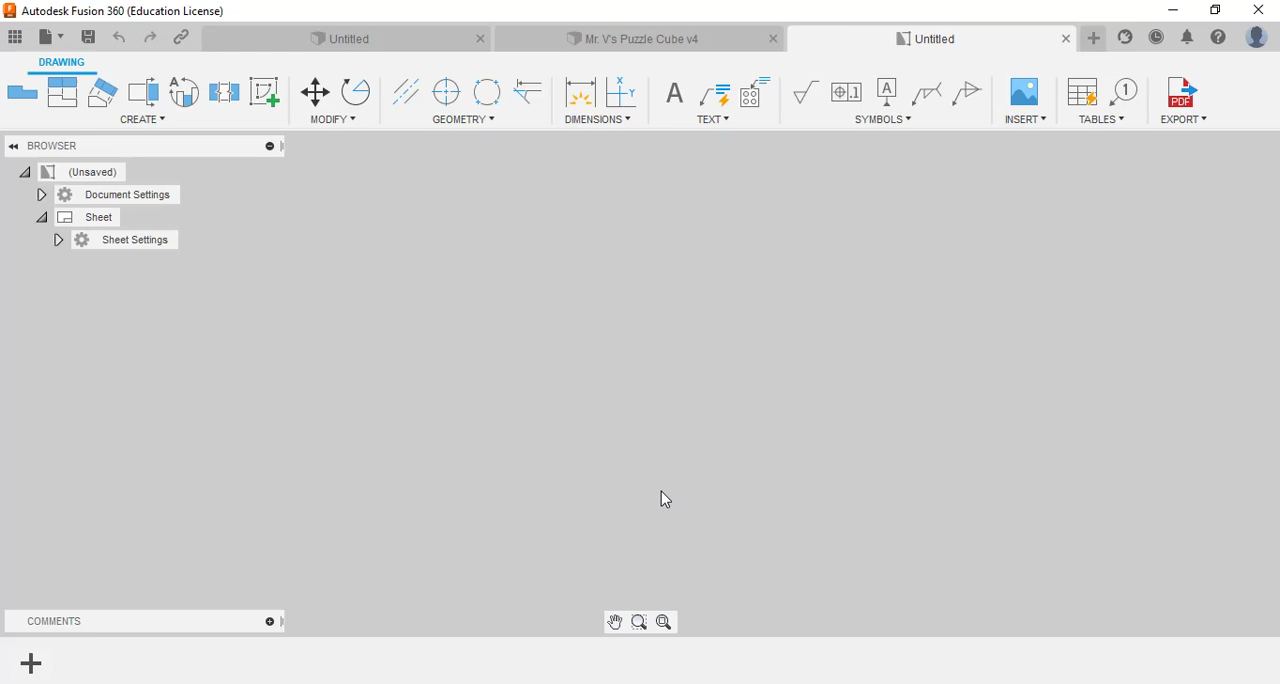 Autodesk Fusion 360 (Education License)
Untitled
Mr. V's Puzzle Cube v4
Untitled
DRAWING
CREATE
MODIFY
GEOMETRY
DIMENSIONS
TEXT
SYMBOLS
INSERT
TABLES
EXPORT
BROWSER
(Unsaved)
Document Settings
Sheet
Sheet Settings
COMMENTS